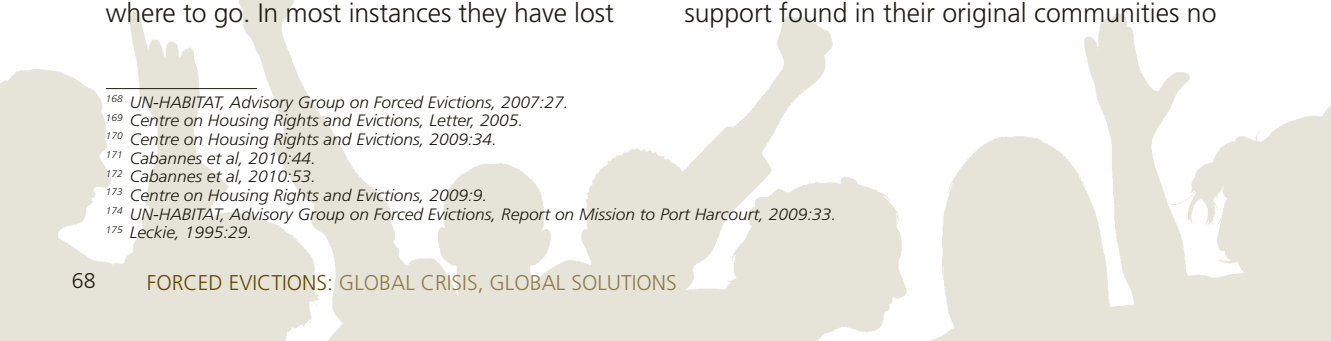 where to go. In most instances they have lost
support found in their original communities no
168 UN-HABITAT, Advisory Group on Forced Evictions, 2007:27.
169 Centre on Housing Rights and Evictions, Letter, 2005.
170 Centre on Housing Rights and Evictions, 2009:34.
171 Cabannes et al, 2010:44.
172 Cabannes et al, 2010:53.
173 Centre on Housing Rights and Evictions, 2009:9.
174 UN-HABITAT, Advisory Group on Forced Evictions, Report on Mission to Port Harcourt, 2009:33.
175 Leckie, 1995:29.
68 FORCED EVICTIONS: GLOBAL CRISIS, GLOBAL SOLUTIONS